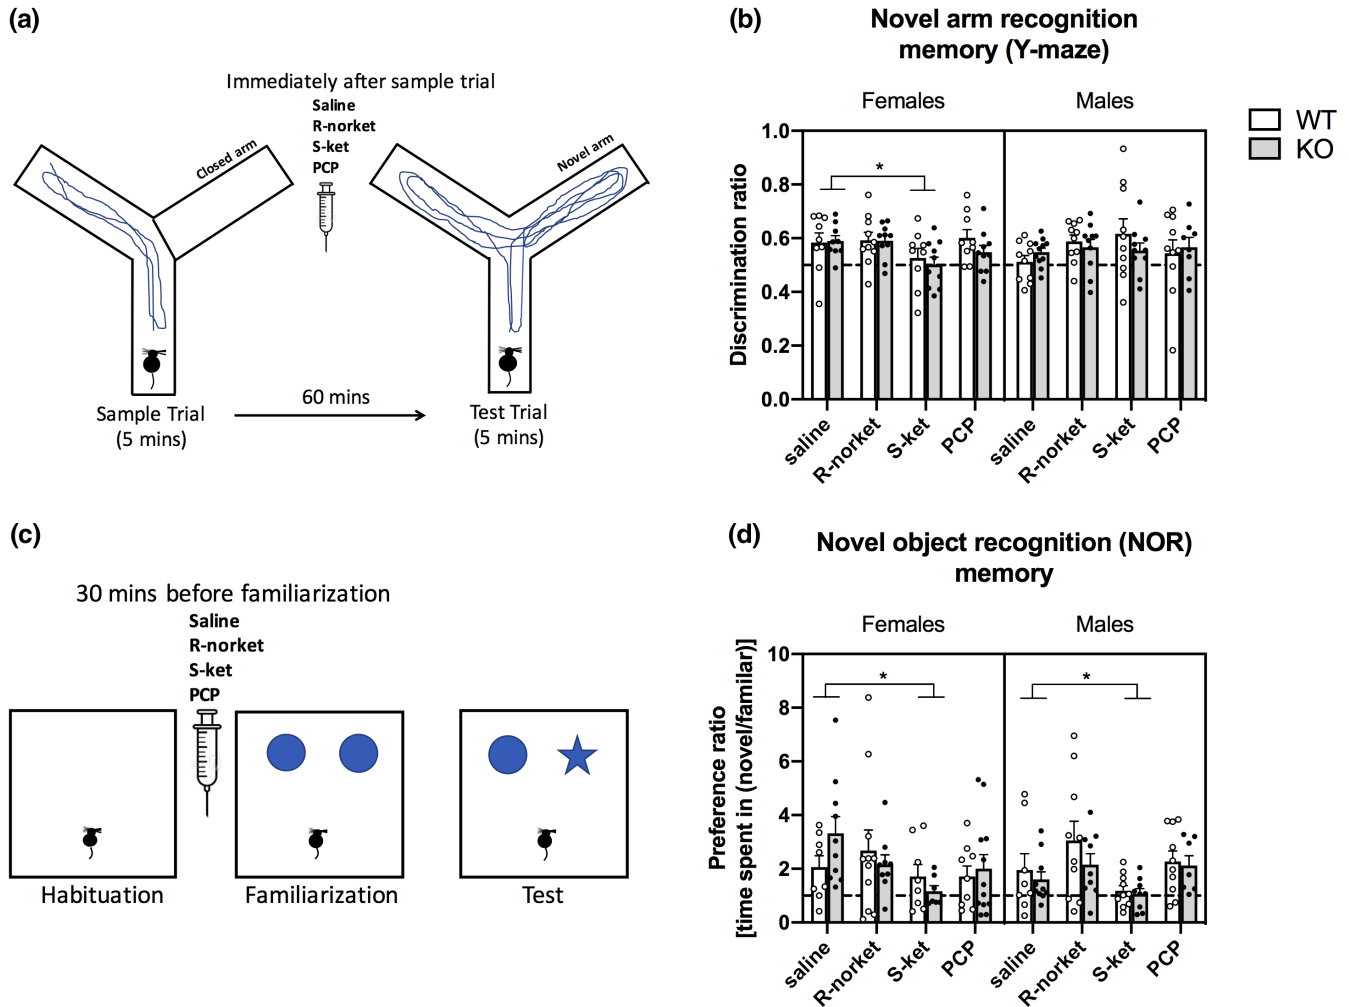 (a)
Immediately after sample trial
Saline
R-norket
S-ket
PCP
Closed arm
Novel arm
60 mins
Sample Trial
(5 mins)
Test Trial
(5 mins)
(b)
Novel arm recognition
memory (Y-maze)
Females
Males
WT
KO
Discrimination ratio
1.0
0.8
0.6
0.4
0.2
0.0
*
saline
R-norket
S-ket
PCP
saline
R-norket
S-ket
PCP
(c)
30 mins before familiarization
Saline
R-norket
S-ket
PCP
Habituation
Familiarization
Test
(d)
Novel object recognition (NOR)
memory
Females
Males
Preference ratio
[time spent in (novel/familar)]
10
8
6
4
2
0
*
*
saline
R-norket
S-ket
PCP
saline
R-norket
S-ket
PCP